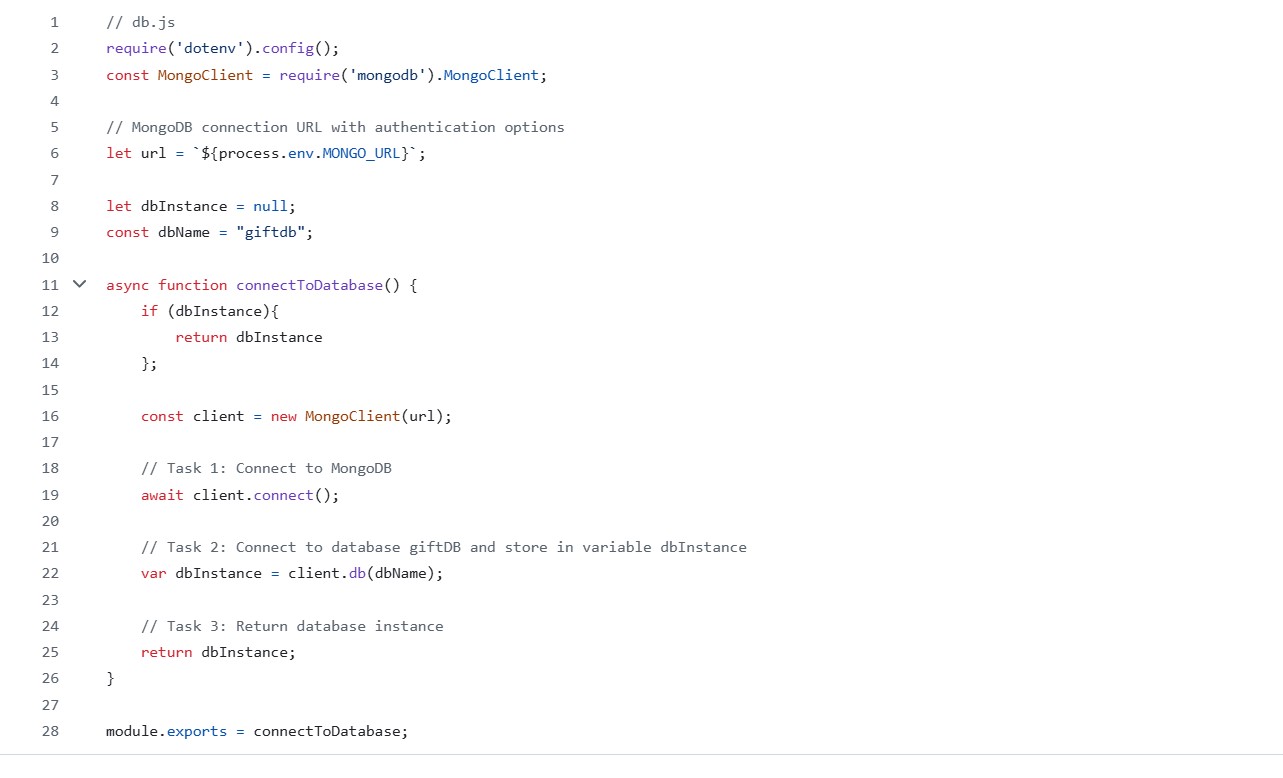 1 // db.js
2 require('dotenv').config();
3 const MongoClient = require('mongodb').MongoClient;
4
5 // MongoDB connection URL with authentication options
6 let url = `${process.env.MONGO_URL}`;
7
8 let dbInstance = null;
9 const dbName = "giftdb";
10
11 async function connectToDatabase() {
12     if (dbInstance){
13         return dbInstance
14     };
15
16     const client = new MongoClient(url);
17
18     // Task 1: Connect to MongoDB
19     await client.connect();
20
21     // Task 2: Connect to database giftDB and store in variable dbInstance
22     var dbInstance = client.db(dbName);
23
24     // Task 3: Return database instance
25     return dbInstance;
26 }
27
28 module.exports = connectToDatabase;